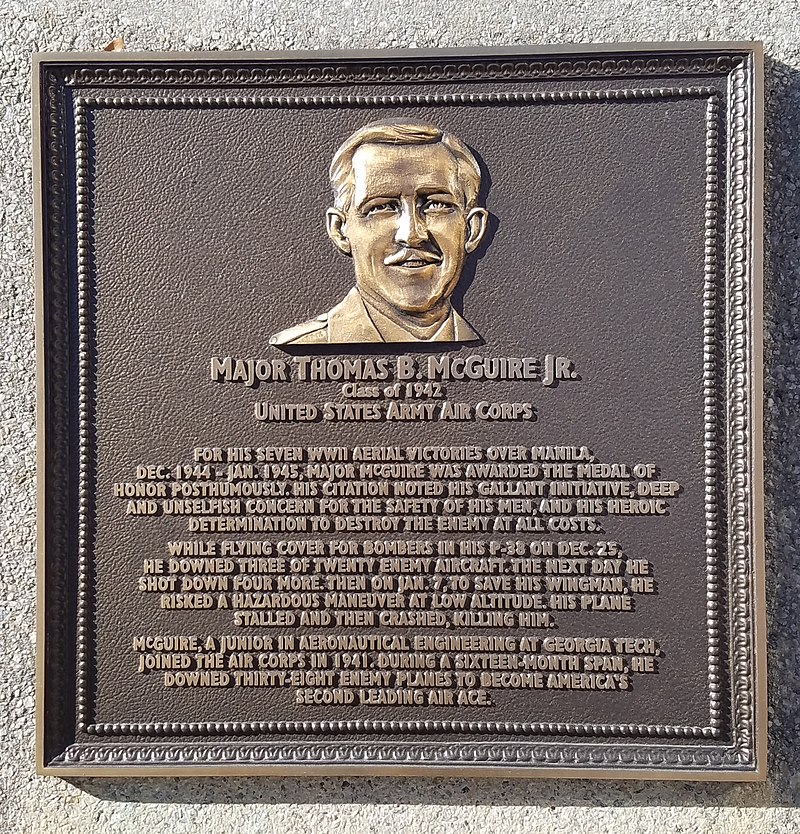 MAJOR THOMAS B. McGUIRE JR.
Class of 1942
UNITED STATES ARMY AIR CORPS
FOR HIS SEVEN WWII AERIAL VICTORIES OVER MANILA,
DEC. 1944 - JAN. 1945, MAJOR McGUIRE WAS AWARDED THE MEDAL OF
HONOR POSTHUMOUSLY. HIS CITATION NOTED HIS GALLANT INITIATIVE, DEEP
AND UNSELFISH CONCERN FOR THE SAFETY OF HIS MEN, AND HIS HEROIC
DETERMINATION TO DESTROY THE ENEMY AT ALL COSTS.
WHILE FLYING COVER FOR BOMBERS IN HIS P-38 ON DEC. 25,
HE DOWNED THREE OF TWENTY ENEMY AIRCRAFT. THE NEXT DAY HE
SHOT DOWN FOUR MORE. THEN ON JAN. 7, TO SAVE HIS WINGMAN, HE
RISKED A HAZARDOUS MANEUVER AT LOW ALTITUDE. HIS PLANE
STALLED AND THEN CRASHED, KILLING HIM.
McGUIRE, A JUNIOR IN AERONAUTICAL ENGINEERING AT GEORGIA TECH,
JOINED THE AIR CORPS IN 1941. DURING A SIXTEEN-MONTH SPAN, HE
DOWNED THIRTY-EIGHT ENEMY PLANES TO BECOME AMERICA'S
SECOND LEADING AIR ACE.